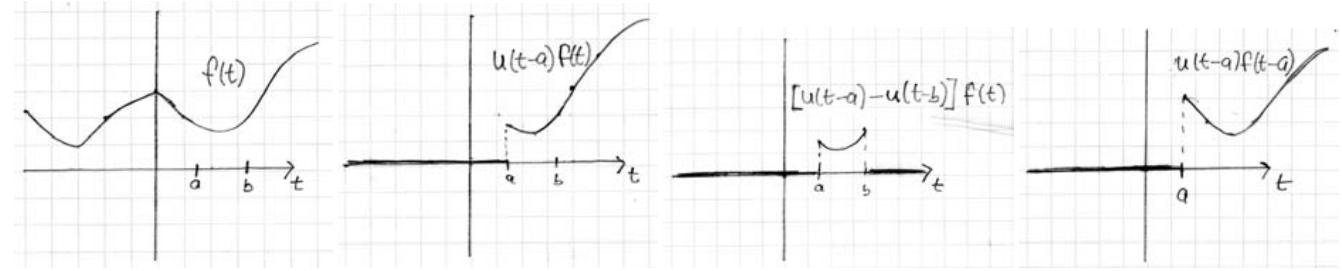 f(t)
a
b
t
u(t-a)f(t)
a
b
t
[u(t-a)-u(t-b)]f(t)
a
b
t
u(t-a)f(t-a)
a
t